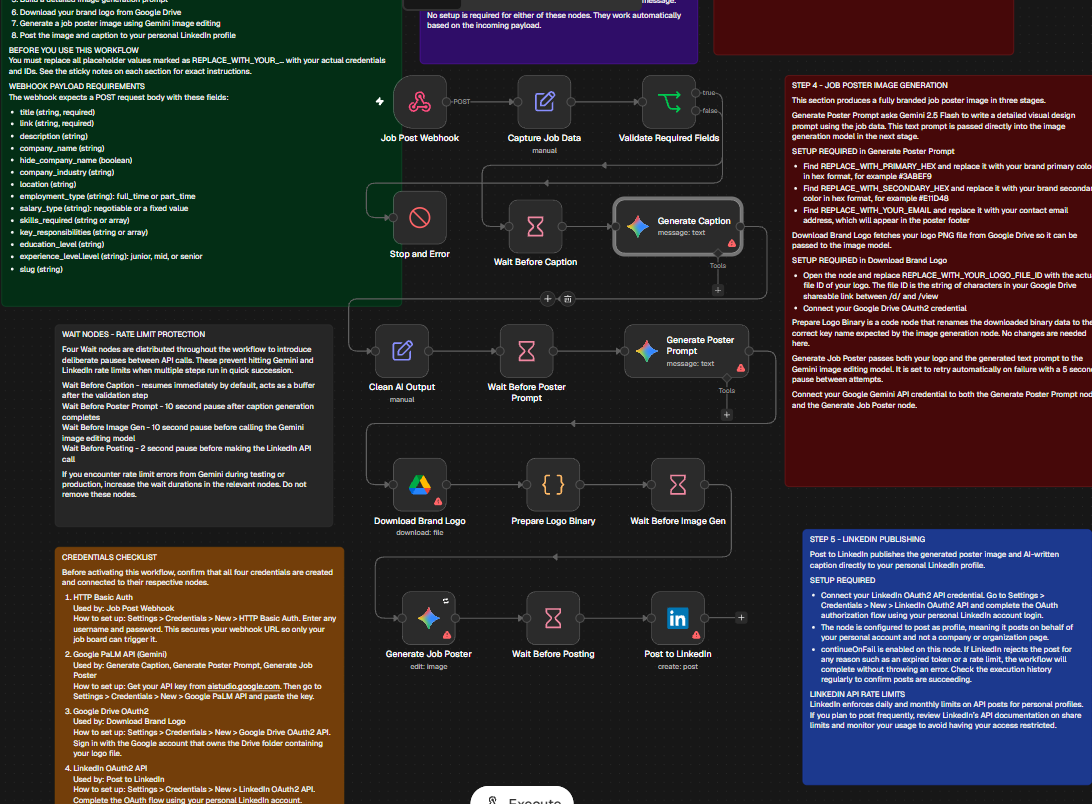 5. Build a detailed image generation prompt
6. Download your brand logo from Google Drive
7. Generate a job poster image using Gemini image editing
8. Post the image and caption to your personal LinkedIn profile
BEFORE YOU USE THIS WORKFLOW
You must replace all placeholder values marked as REPLACE_WITH_YOUR_... with your actual credentials
and IDs. See the sticky notes on each section for exact instructions.
WEBHOOK PAYLOAD REQUIREMENTS
The webhook expects a POST request body with these fields:
• title (string, required)
• link (string, required)
• description (string)
• company_name (string)
• hide_company_name (boolean)
• company_industry (string)
• location (string)
• employment_type (string): full_time or part_time
• salary_type (string): negotiable or a fixed value
• skills_required (string or array)
• key_responsibilities (string or array)
• education_level (string)
• experience_level.level (string): junior, mid, or senior
• slug (string)
message.
No setup is required for either of these nodes. They work automatically
based on the incoming payload.
POST
true
false
Job Post Webhook
Capture Job Data
manual
Validate Required Fields
Stop and Error
Wait Before Caption
Generate Caption
message: text
Tools
WAIT NODES - RATE LIMIT PROTECTION
Four Wait nodes are distributed throughout the workflow to introduce
deliberate pauses between API calls. These prevent hitting Gemini and
LinkedIn rate limits when multiple steps run in quick succession.
Wait Before Caption - resumes immediately by default, acts as a buffer
after the validation step
Wait Before Poster Prompt - 10 second pause after caption generation
completes
Wait Before Image Gen - 10 second pause before calling the Gemini
image editing model
Wait Before Posting - 2 second pause before making the LinkedIn API
call
If you encounter rate limit errors from Gemini during testing or
production, increase the wait durations in the relevant nodes. Do not
remove these nodes.
Clean AI Output
manual
Wait Before Poster
Prompt
Generate Poster
Prompt
message: text
Tools
Download Brand Logo
download: file
Prepare Logo Binary
Wait Before Image Gen
Generate Job Poster
edit: image
Wait Before Posting
Post to LinkedIn
create: post
CREDENTIALS CHECKLIST
Before activating this workflow, confirm that all four credentials are created
and connected to their respective nodes.
1. HTTP Basic Auth
Used by: Job Post Webhook
How to set up: Settings > Credentials > New > HTTP Basic Auth. Enter any
username and password. This secures your webhook URL so only your
job board can trigger it.
2. Google PaLM API (Gemini)
Used by: Generate Caption, Generate Poster Prompt, Generate Job
Poster
How to set up: Get your API key from aistudio.google.com. Then go to
Settings > Credentials > New > Google PaLM API and paste the key.
3. Google Drive OAuth2
Used by: Download Brand Logo
How to set up: Settings > Credentials > New > Google Drive OAuth2 API.
Sign in with the Google account that owns the Drive folder containing
your logo file.
4. LinkedIn OAuth2 API
Used by: Post to LinkedIn
How to set up: Settings > Credentials > New > LinkedIn OAuth2 API.
Complete the OAuth flow using your personal LinkedIn account.
STEP 4 - JOB POSTER IMAGE GENERATION
This section produces a fully branded job poster image in three stages.
Generate Poster Prompt asks Gemini 2.5 Flash to write a detailed visual design
prompt using the job data. This text prompt is passed directly into the image
generation model in the next stage.
SETUP REQUIRED in Generate Poster Prompt
• Find REPLACE_WITH_PRIMARY_HEX and replace it with your brand primary colo
in hex format, for example #3ABEF9
• Find REPLACE_WITH_SECONDARY_HEX and replace it with your brand secondar
color in hex format, for example #E11D48
• Find REPLACE_WITH_YOUR_EMAIL and replace it with your contact email
address, which will appear in the poster footer
Download Brand Logo fetches your logo PNG file from Google Drive so it can be
passed to the image model.
SETUP REQUIRED in Download Brand Logo
• Open the node and replace REPLACE_WITH_YOUR_LOGO_FILE_ID with the actu
file ID of your logo. The file ID is the string of characters in your Google Drive
shareable link between /d/ and /view
• Connect your Google Drive OAuth2 credential
Prepare Logo Binary is a code node that renames the downloaded binary data to the
correct key name expected by the image generation node. No changes are needed
here.
Generate Job Poster passes both your logo and the generated text prompt to the
Gemini image editing model. It is set to retry automatically on failure with a 5 secon
pause between attempts.
Connect your Google Gemini API credential to both the Generate Poster Prompt nod
and the Generate Job Poster node.
STEP 5 - LINKEDIN PUBLISHING
Post to LinkedIn publishes the generated poster image and AI-written
caption directly to your personal LinkedIn profile.
SETUP REQUIRED
• Connect your LinkedIn OAuth2 API credential. Go to Settings >
Credentials > New > LinkedIn OAuth2 API and complete the OAuth
authorization flow using your personal LinkedIn account login.
• The node is configured to post as profile, meaning it posts on behalf of
your personal account and not a company or organization page.
• continueOnFail is enabled on this node. If LinkedIn rejects the post for
any reason such as an expired token or a rate limit, the workflow will
complete without throwing an error. Check the execution history
regularly to confirm posts are succeeding.
LINKEDIN API RATE LIMITS
LinkedIn enforces daily and monthly limits on API posts for personal profiles.
If you plan to post frequently, review LinkedIn's API documentation on share
limits and monitor your usage to avoid having your access restricted.
Execute